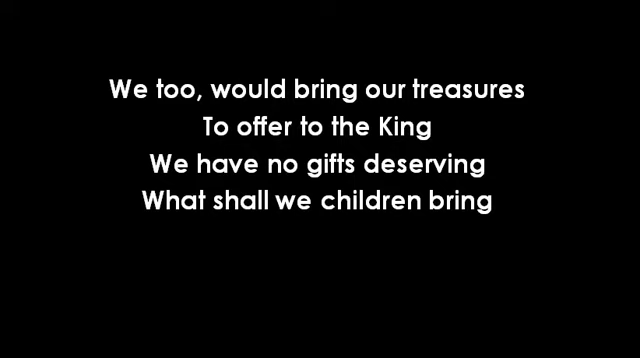 We too, would bring our treasures
To offer to the King
We have no gifts deserving
What shall we children bring